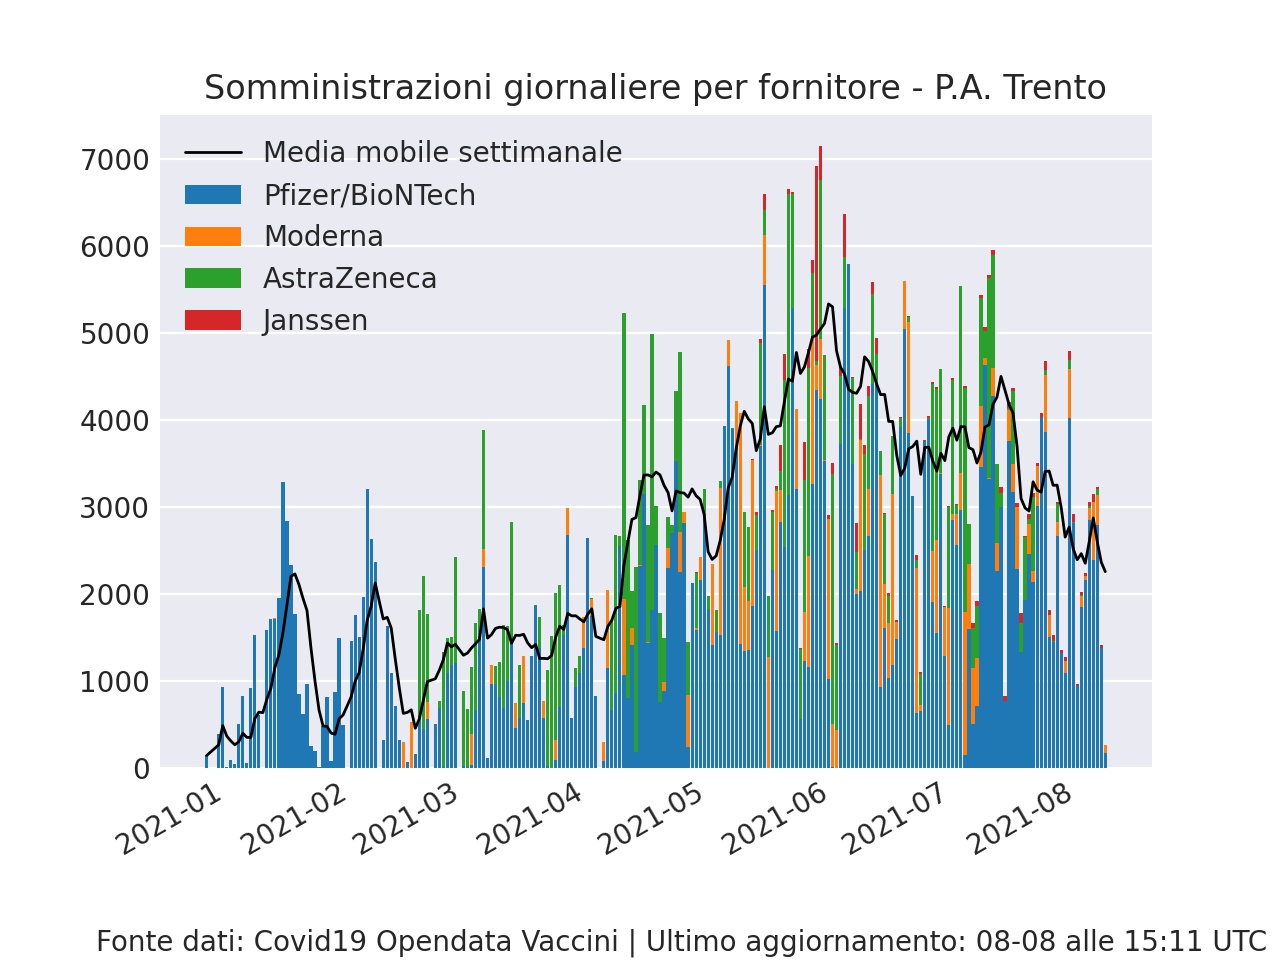 Somministrazioni giornaliere per fornitore - P.A. Trento
Media mobile settimanale
Pfizer/BioNTech
Moderna
AstraZeneca
Janssen
7000
6000
5000
4000
3000
2000
1000
0
2021-01
2021-02
2021-03
2021-04
2021-05
2021-06
2021-07
2021-08
Fonte dati: Covid19 Opendata Vaccini | Ultimo aggiornamento: 08-08 alle 15:11 UTC